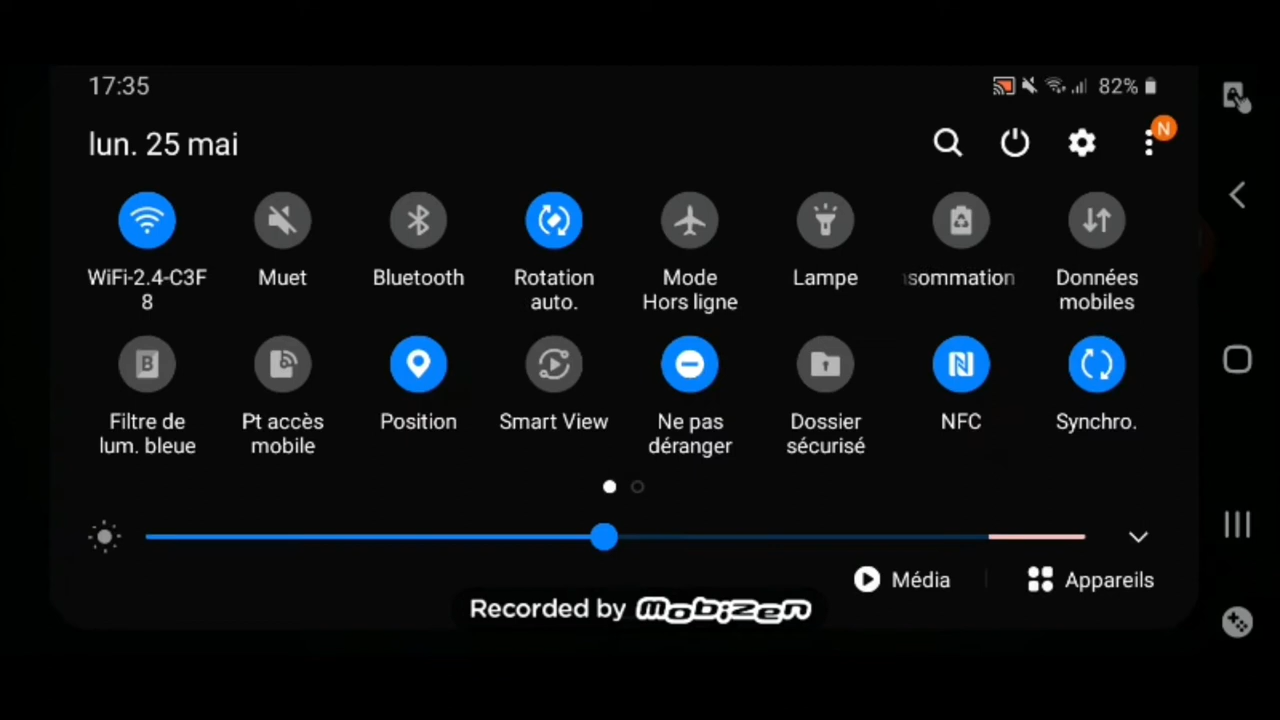 17:35
82%
lun. 25 mai
N
WiFi-2.4-C3F
8
Muet
Bluetooth
Rotation
auto.
Mode
Hors ligne
Lampe
sommation
Données
mobiles
B
Filtre de
lum. bleue
Pt accès
mobile
Position
Smart View
Ne pas
déranger
Dossier
sécurisé
NFC
Synchro.
Média
Appareils
Recorded by mobizen